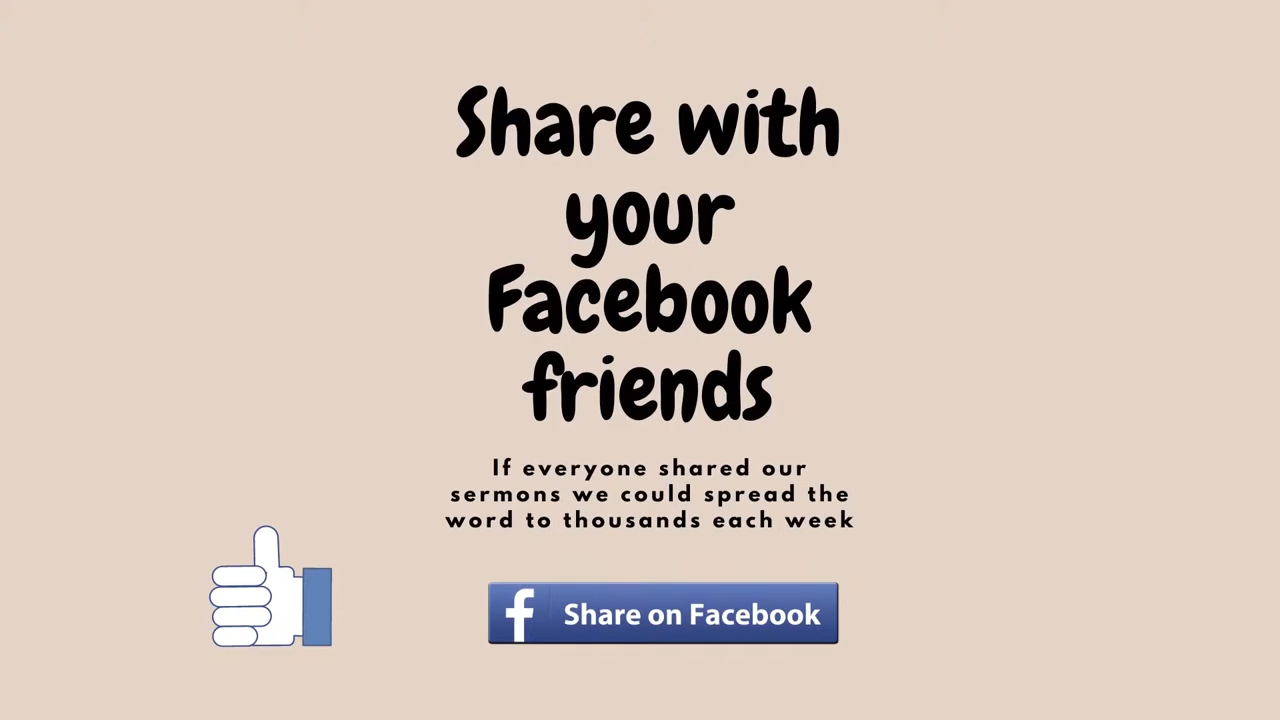 Share with
your
Facebook
friends
If everyone shared our
sermons we could spread the
word to thousands each week
f Share on Facebook